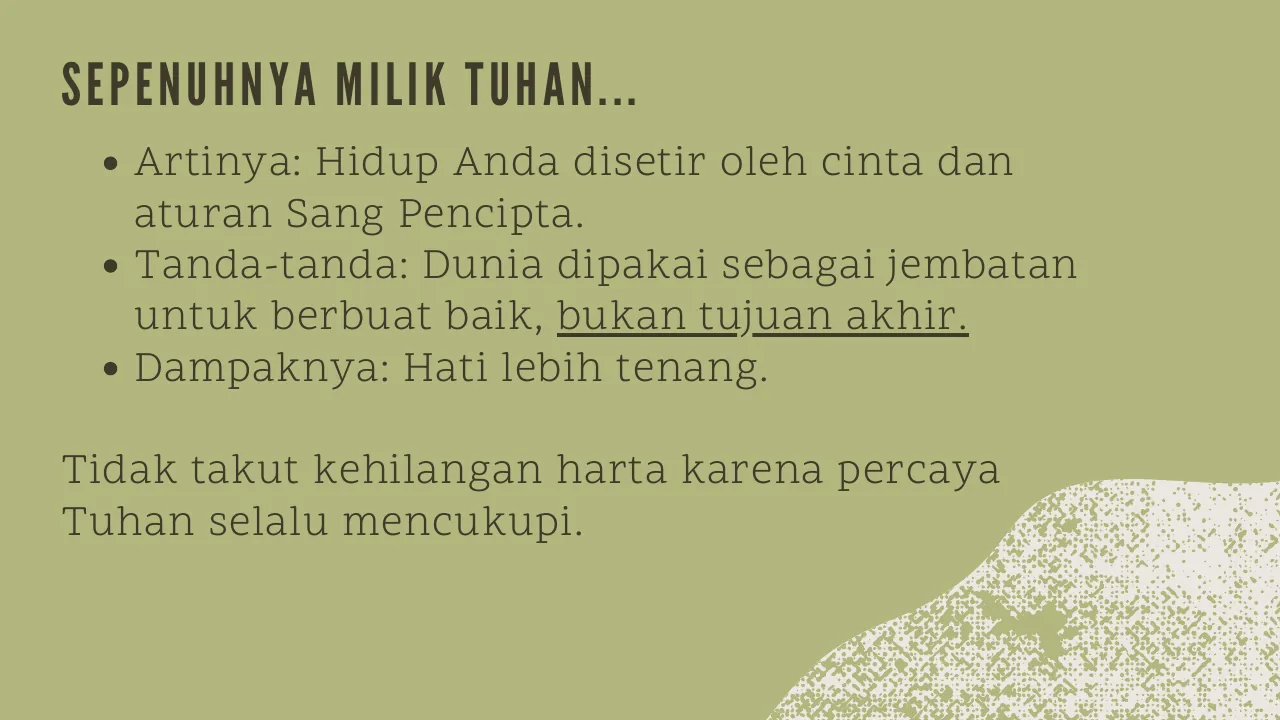 SEPENUHNYA MILIK TUHAN...
• Artinya: Hidup Anda disetir oleh cinta dan
aturan Sang Pencipta.
• Tanda-tanda: Dunia dipakai sebagai jembatan
untuk berbuat baik, bukan tujuan akhir.
• Dampaknya: Hati lebih tenang.
Tidak takut kehilangan harta karena percaya
Tuhan selalu mencukupi.